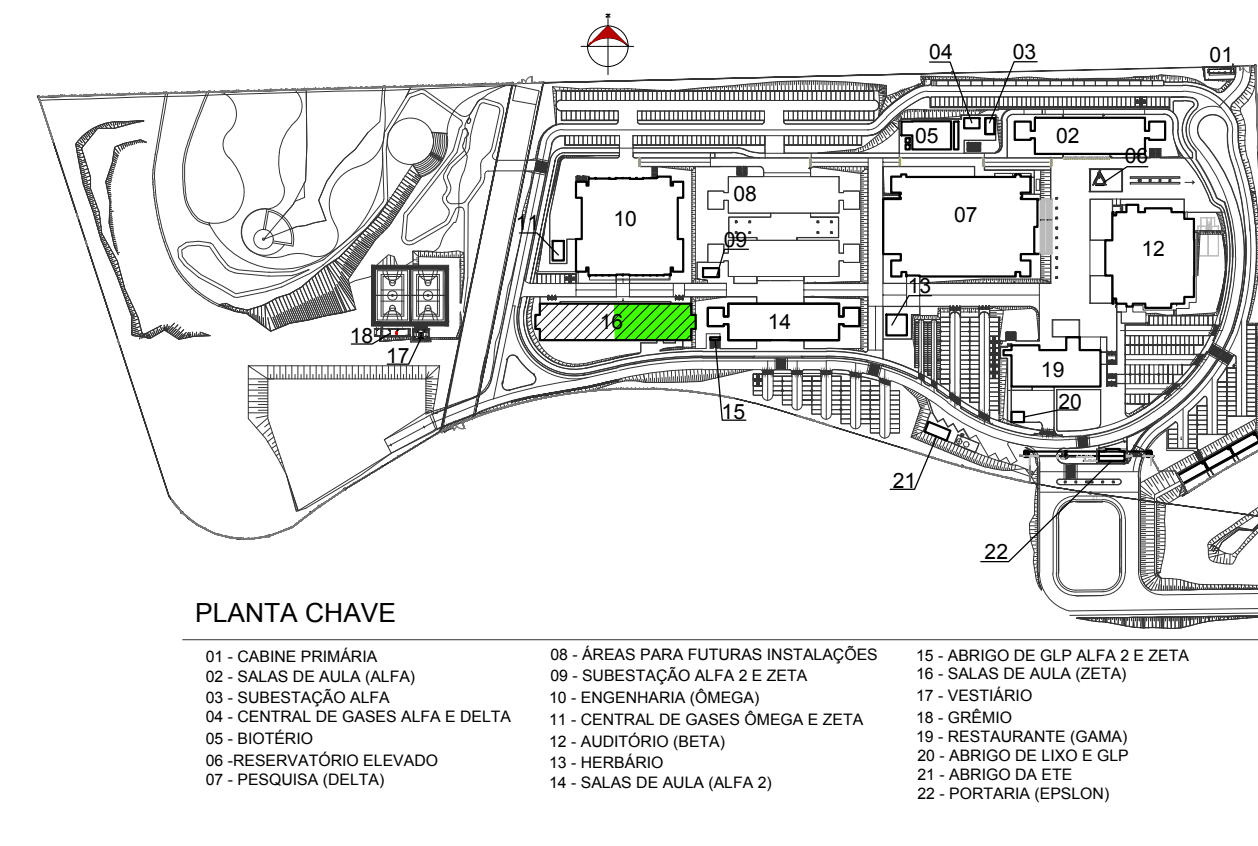 N
04
03
01
05
02
06
08
10
07
11
09
12
13
16
14
18
17
19
15
20
21
22
PLANTA CHAVE
01 - CABINE PRIMÁRIA
02 - SALAS DE AULA (ALFA)
03 - SUBESTAÇÃO ALFA
04 - CENTRAL DE GASES ALFA E DELTA
05 - BIOTÉRIO
06 -RESERVATÓRIO ELEVADO
07 - PESQUISA (DELTA)
08 - ÁREAS PARA FUTURAS INSTALAÇÕES
09 - SUBESTAÇÃO ALFA 2 E ZETA
10 - ENGENHARIA (ÔMEGA)
11 - CENTRAL DE GASES ÔMEGA E ZETA
12 - AUDITÓRIO (BETA)
13 - HERBÁRIO
14 - SALAS DE AULA (ALFA 2)
15 - ABRIGO DE GLP ALFA 2 E ZETA
16 - SALAS DE AULA (ZETA)
17 - VESTIÁRIO
18 - GRÊMIO
19 - RESTAURANTE (GAMA)
20 - ABRIGO DE LIXO E GLP
21 - ABRIGO DA ETE
22 - PORTARIA (EPSLON)